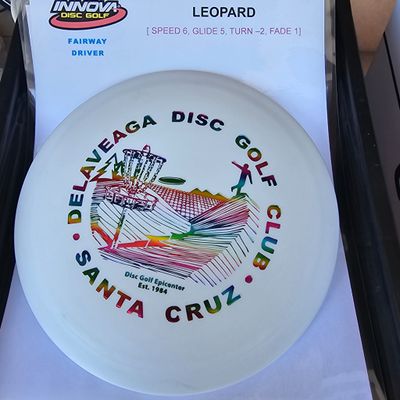 INNOVA
DISC GOLF
FAIRWAY
DRIVER
LEOPARD
[ SPEED 6, GLIDE 5, TURN –2, FADE 1]
DELAVEAGA DISC GOLF CLUB
• SANTA CRUZ •
Disc Golf Epicenter
Est. 1984